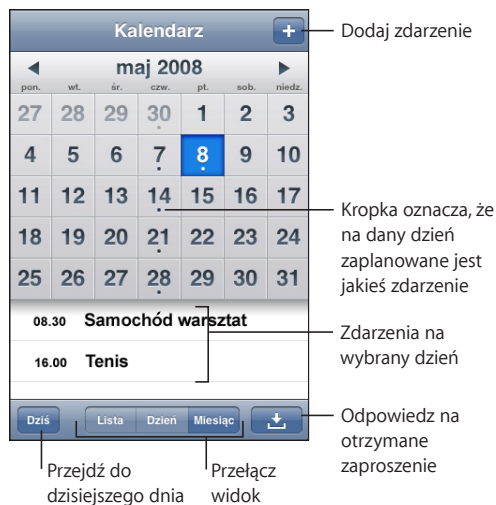 Kalendarz
+
Dodaj zdarzenie
maj 2008
pon. wt. śr. czw. pt. sob. niedz.
27 28 29 30 1 2 3
4 5 6 7 8 9 10
11 12 13 14 15 16 17
18 19 20 21 22 23 24
25 26 27 28 29 30 31
Kropka oznacza, że
na dany dzień
zaplanowane jest
jakieś zdarzenie
08.30 Samochód warsztat
16.00 Tenis
Zdarzenia na
wybrany dzień
Dziś Lista Dzień Miesiąc
Odpowiedz na
otrzymane
zaproszenie
Przejdź do
dzisiejszego dnia
Przełącz
widok